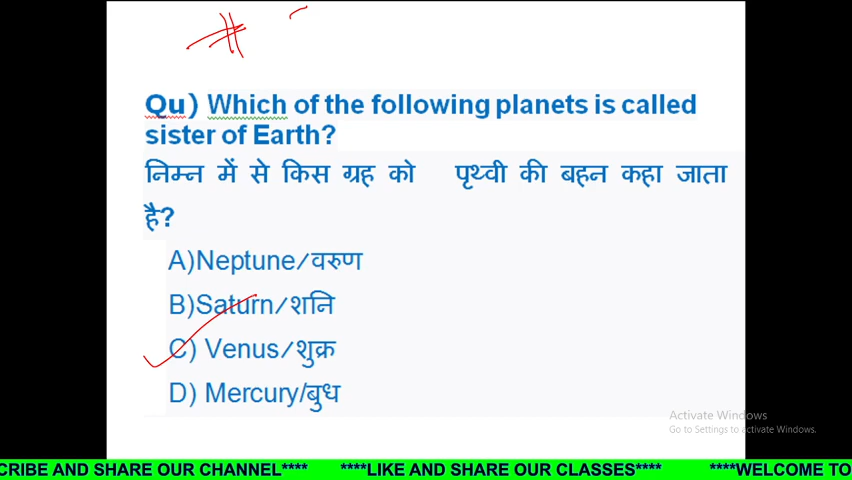 Qu) Which of the following planets is called
sister of Earth?
निम्न में से किस ग्रह को पृथ्वी की बहन कहा जाता
है?
A)Neptune/वरुण
B)Saturn/शनि
C) Venus/शुक्र
D) Mercury/बुध
Activate Windows
Go to Settings to activate Windows.
CRIBE AND SHARE OUR CHANNEL**** ****LIKE AND SHARE OUR CLASSES**** ****WELCOME TO